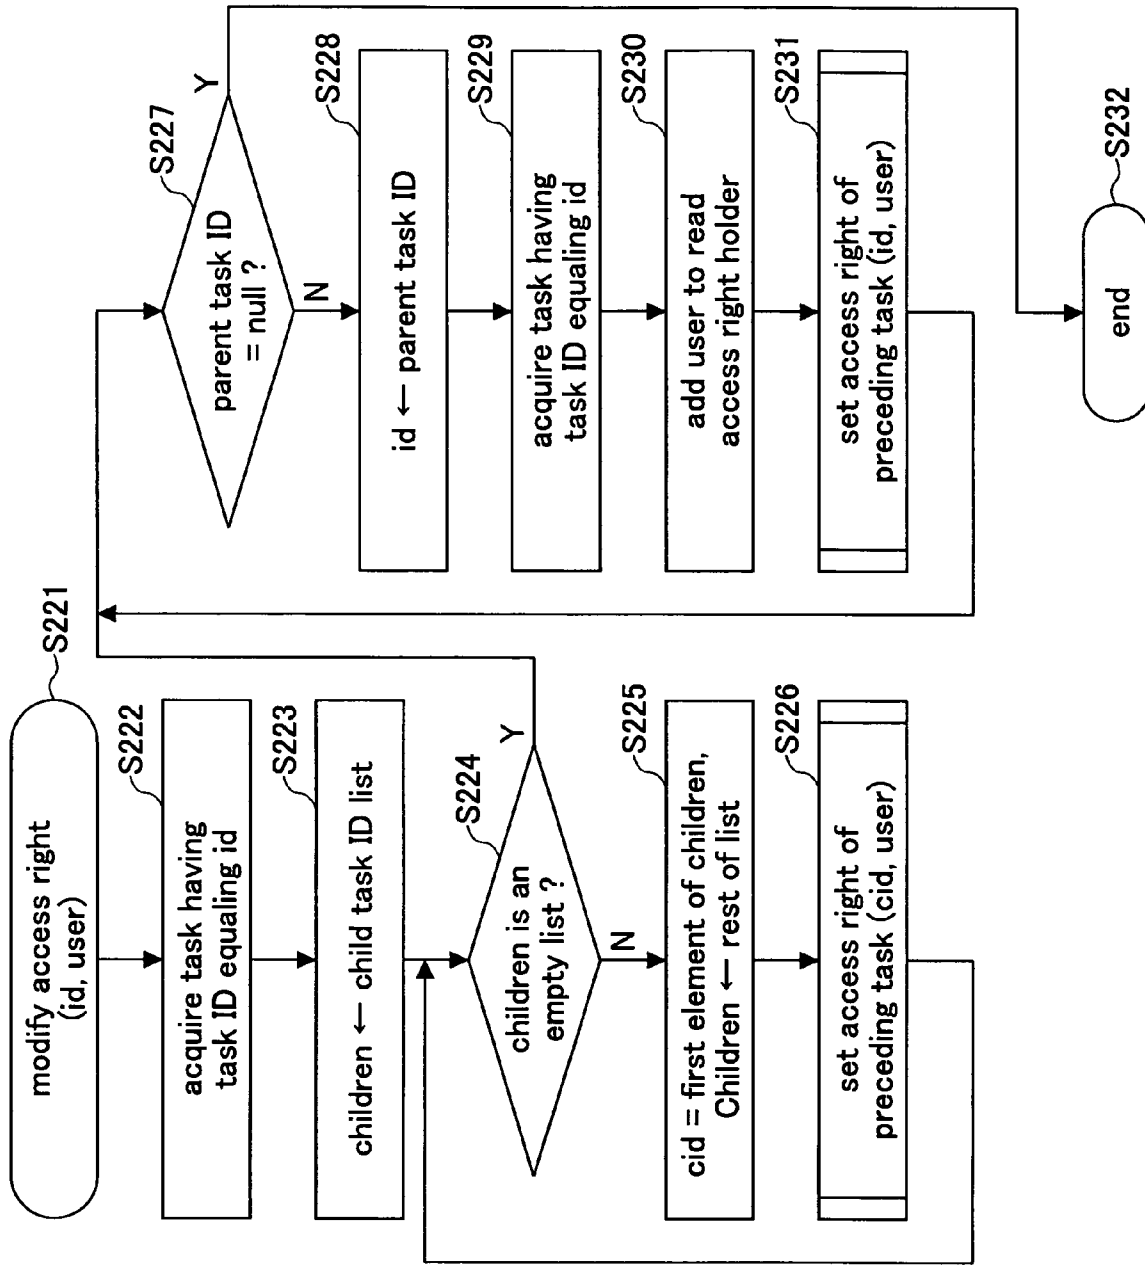 S221
modify access right
(id, user)
S222
acquire task having
task ID equaling id
S223
children ← child task ID list
S224
children is an
empty list ?
Y
N
S225
cid = first element of children,
Children ← rest of list
S226
set access right of
preceding task (cid, user)
S227
parent task ID
= null ?
Y
N
S228
id ← parent task ID
S229
acquire task having
task ID equaling id
S230
add user to read
access right holder
S231
set access right of
preceding task (id, user)
S232
end